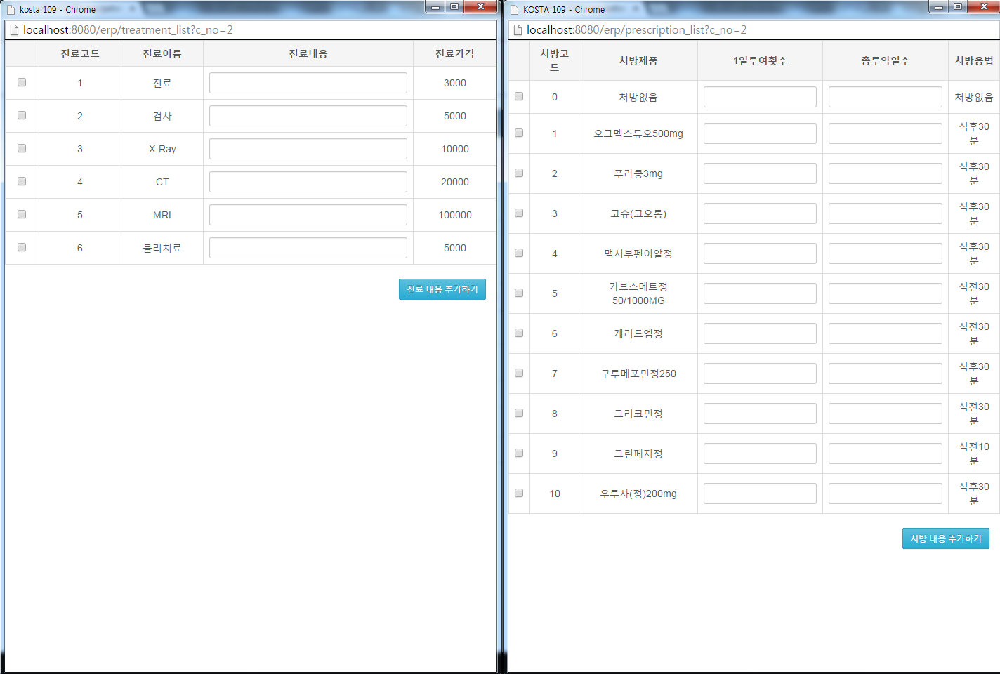 kosta 109 - Chrome
localhost:8080/erp/treatment_list?c_no=2
진료코드 진료이름 진료내용 진료가격
1 진료 3000
2 검사 5000
3 X-Ray 10000
4 CT 20000
5 MRI 100000
6 물리치료 5000
진료 내용 추가하기
KOSTA 109 - Chrome
localhost:8080/erp/prescription_list?c_no=2
처방코
드 처방제품 1일투여횟수 총투약일수 처방용법
0 처방없음 처방없음
1 오그멕스듀오500mg 식후30
분
2 푸라콩3mg 식후30
분
3 코슈(코오롱) 식후30
분
4 맥시부펜이알정 식후30
분
5 가브스메트정 식전30
50/1000MG 분
6 게리드엠정 식전30
분
7 구루메포민정250 식후30
분
8 그리코민정 식전30
분
9 그린페지정 식전10
분
10 우루사(정)200mg 식후30
분
처방 내용 추가하기